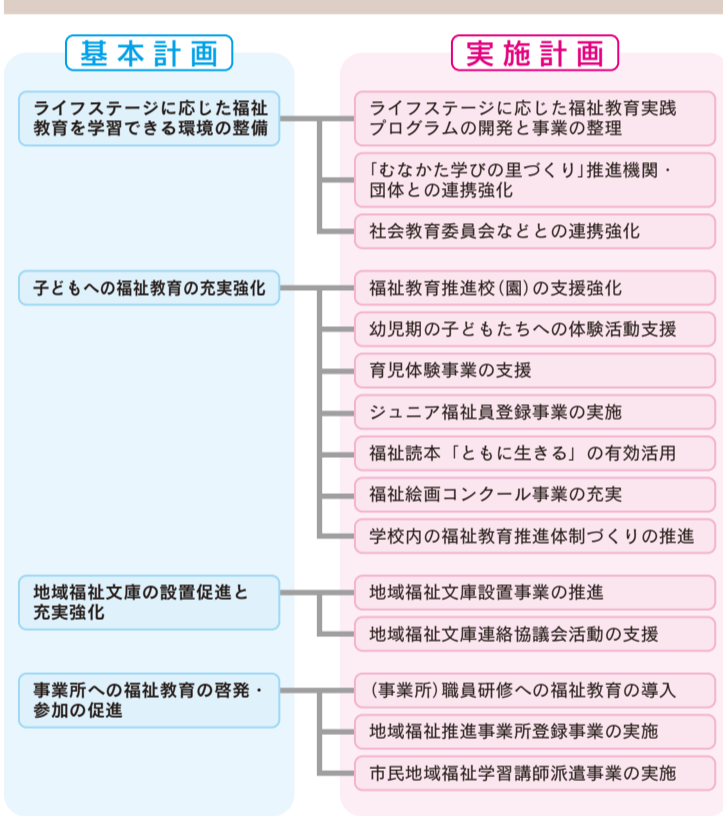 基本計画
実施計画
ライフステージに応じた福祉
教育を学習できる環境の整備
ライフステージに応じた福祉教育実践
プログラムの開発と事業の整理
「むなかた学びの里づくり」推進機関・
団体との連携強化
社会教育委員会などとの連携強化
子どもへの福祉教育の充実強化
福祉教育推進校(園)の支援強化
幼児期の子どもたちへの体験活動支援
育児体験事業の支援
ジュニア福祉員登録事業の実施
福祉読本「ともに生きる」の有効活用
福祉絵画コンクール事業の充実
学校内の福祉教育推進体制づくりの推進
地域福祉文庫の設置促進と
充実強化
地域福祉文庫設置事業の推進
地域福祉文庫連絡協議会活動の支援
事業所への福祉教育の啓発・
参加の促進
(事業所)職員研修への福祉教育の導入
地域福祉推進事業所登録事業の実施
市民地域福祉学習講師派遣事業の実施